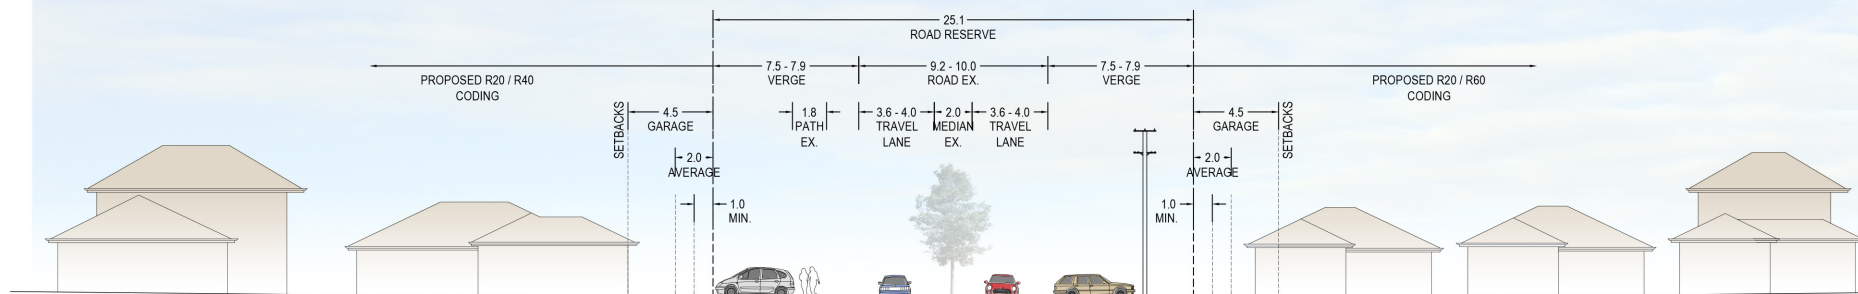 25.1
ROAD RESERVE
7.5 - 7.9
VERGE
9.2 - 10.0
ROAD EX.
7.5 - 7.9
VERGE
PROPOSED R20 / R40
CODING
PROPOSED R20 / R60
CODING
SETBACKS
4.5
GARAGE
1.8
PATH
EX.
3.6 - 4.0
TRAVEL
LANE
2.0
MEDIAN
EX.
3.6 - 4.0
TRAVEL
LANE
4.5
GARAGE
SETBACKS
2.0
AVERAGE
2.0
AVERAGE
1.0
MIN.
1.0
MIN.